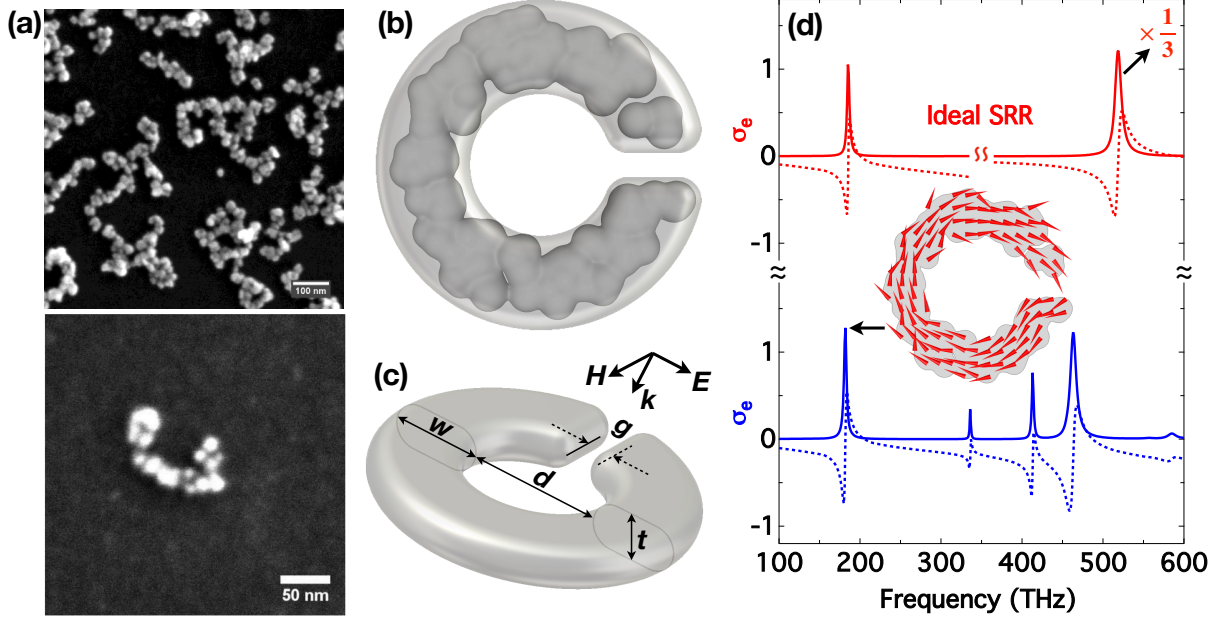 (a)
100 nm
50 nm
(b)
(c)
H
k
E
w
d
g
t
(d)
× 1/3
Ideal SRR
σe
1
0
-1
≈
≈
σe
1
0
-1
100 200 300 400 500 600
Frequency (THz)